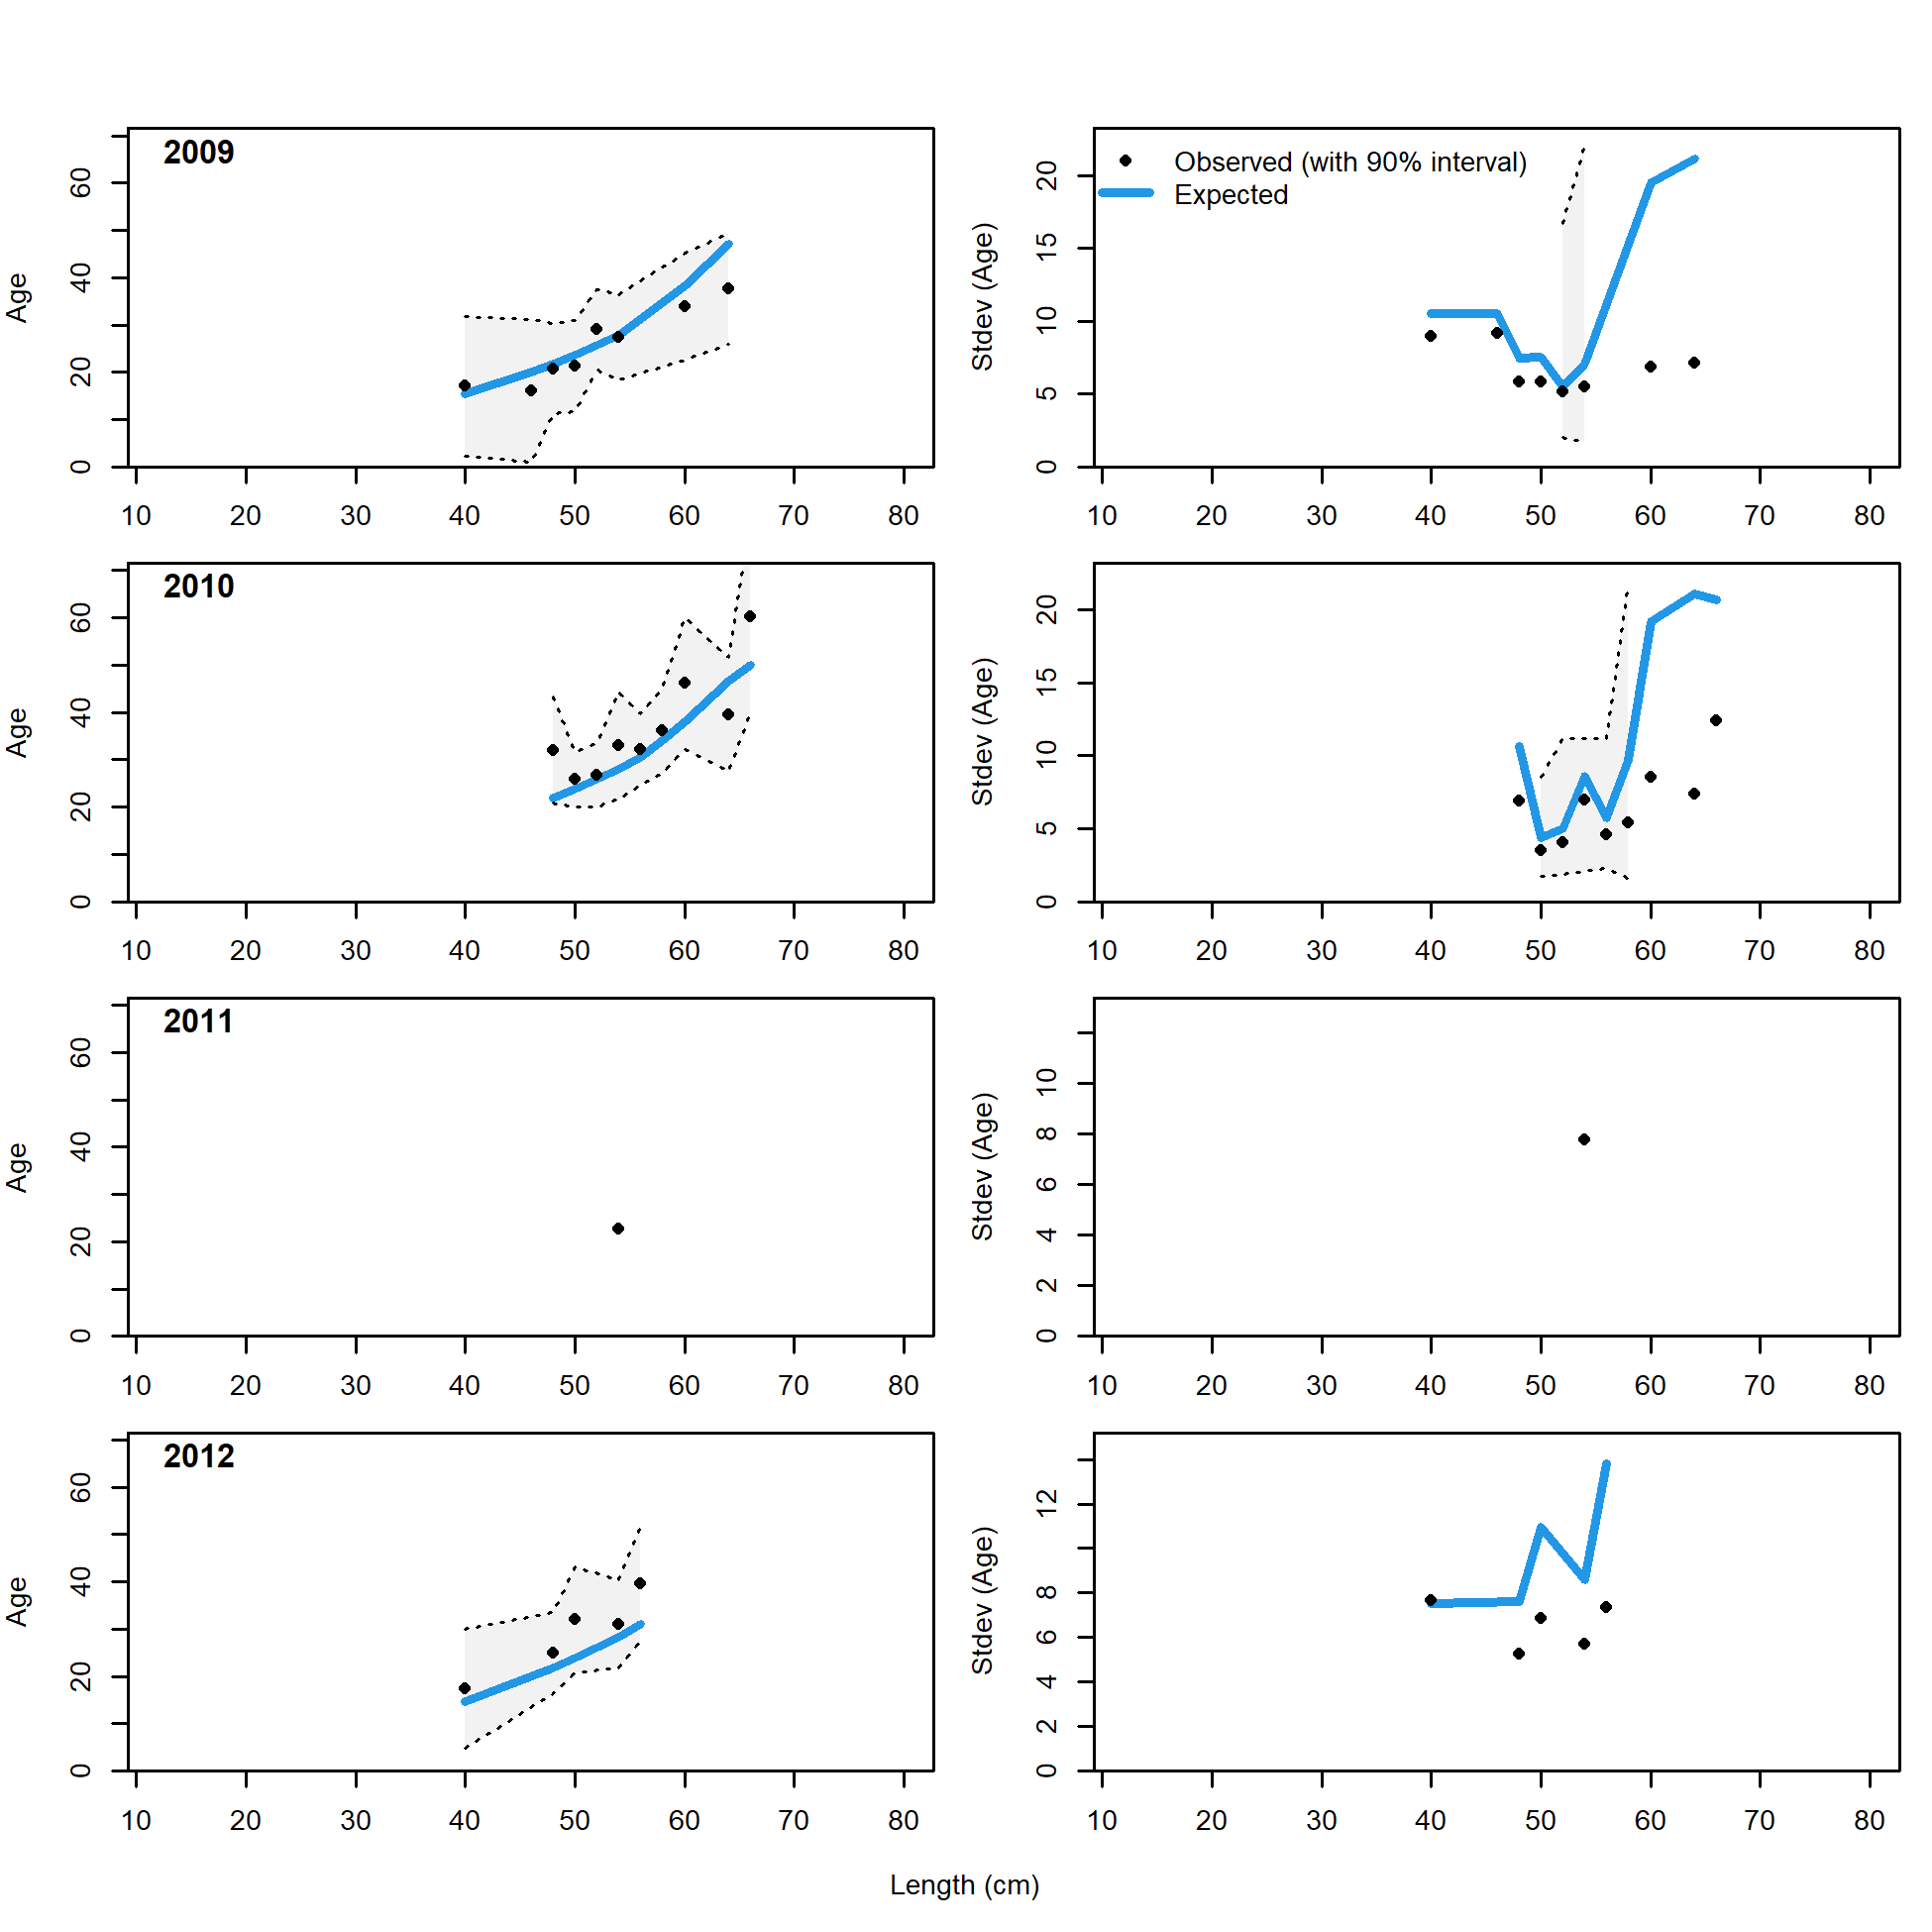 2009
Age
0 20 40 60
10 20 30 40 50 60 70 80
Observed (with 90% interval)
Expected
Stdev (Age)
0 5 10 15 20
10 20 30 40 50 60 70 80
2010
Age
0 20 40 60
10 20 30 40 50 60 70 80
Stdev (Age)
0 5 10 15 20
10 20 30 40 50 60 70 80
2011
Age
0 20 40 60
10 20 30 40 50 60 70 80
Stdev (Age)
0 2 4 6 8 10
10 20 30 40 50 60 70 80
2012
Age
0 20 40 60
10 20 30 40 50 60 70 80
Stdev (Age)
0 2 4 6 8 12
10 20 30 40 50 60 70 80
Length (cm)